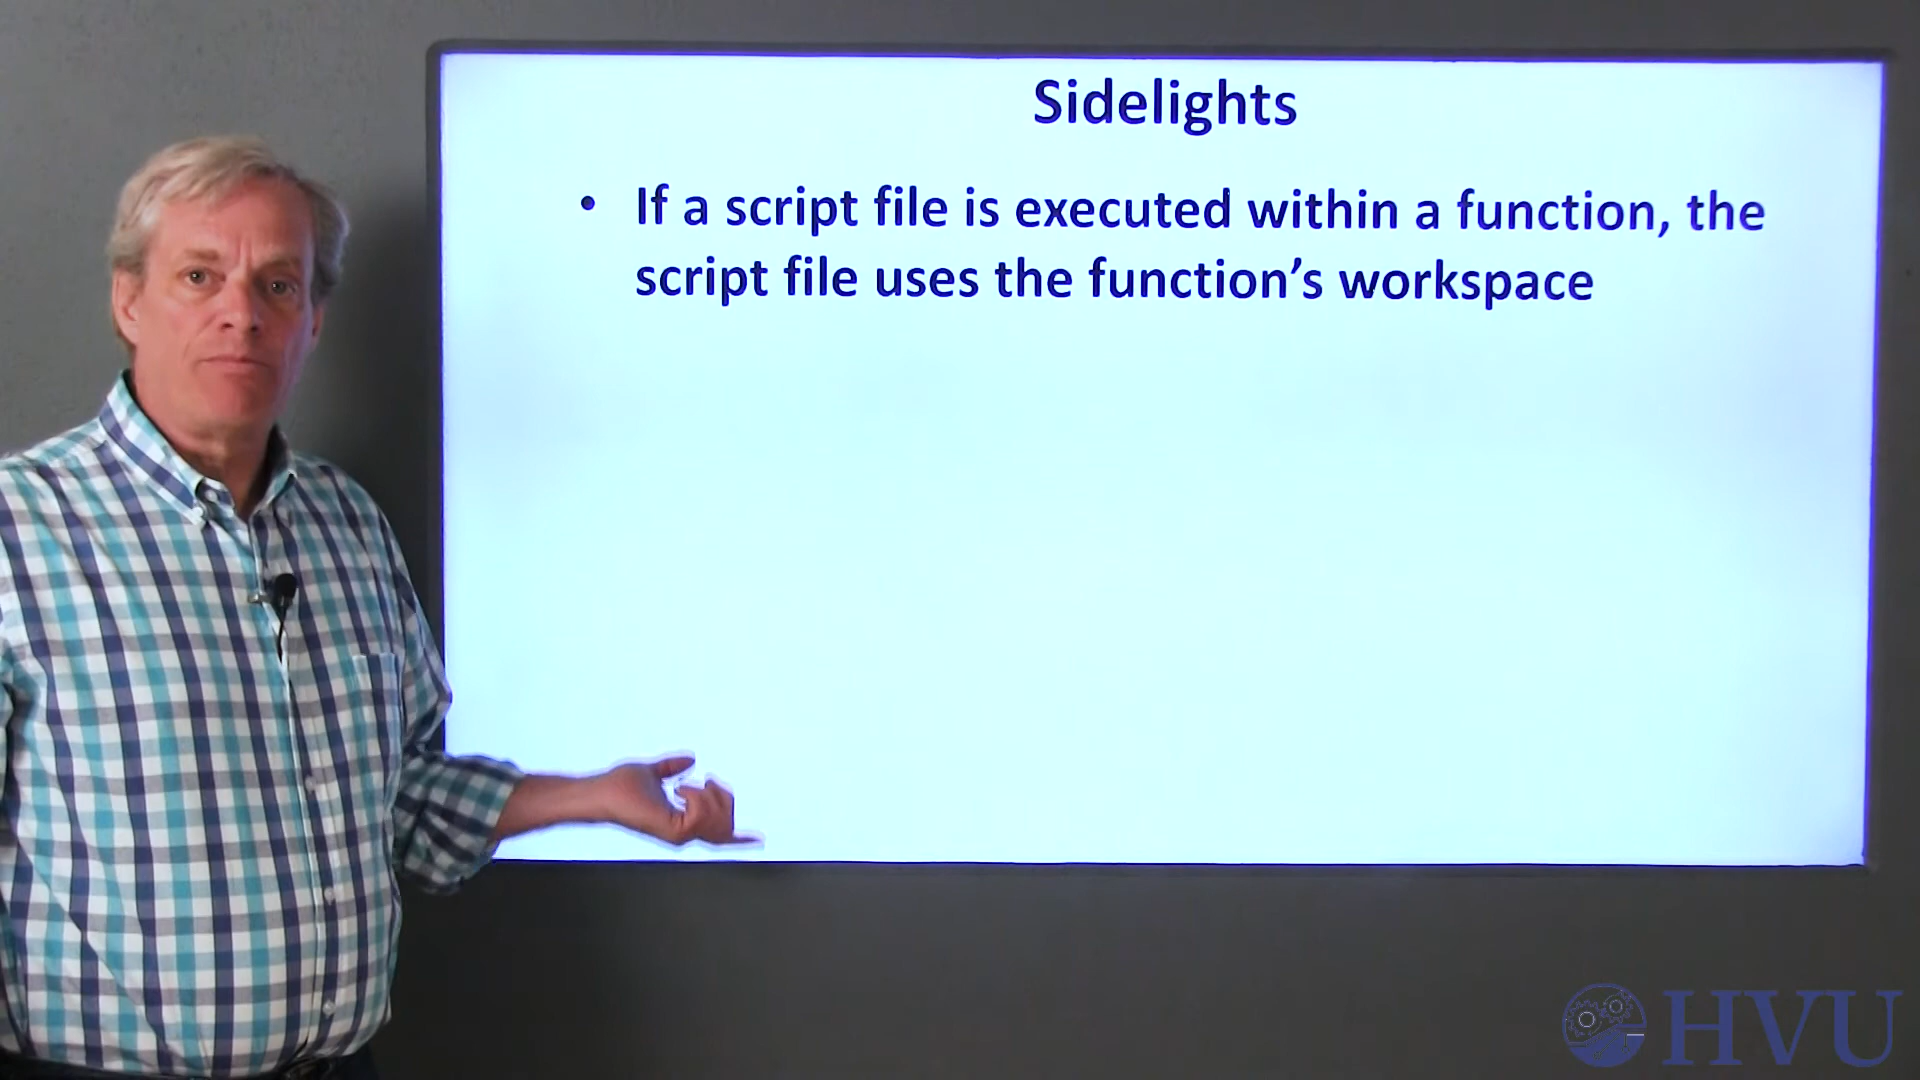 Sidelights
• If a script file is executed within a function, the
script file uses the function’s workspace
HVU